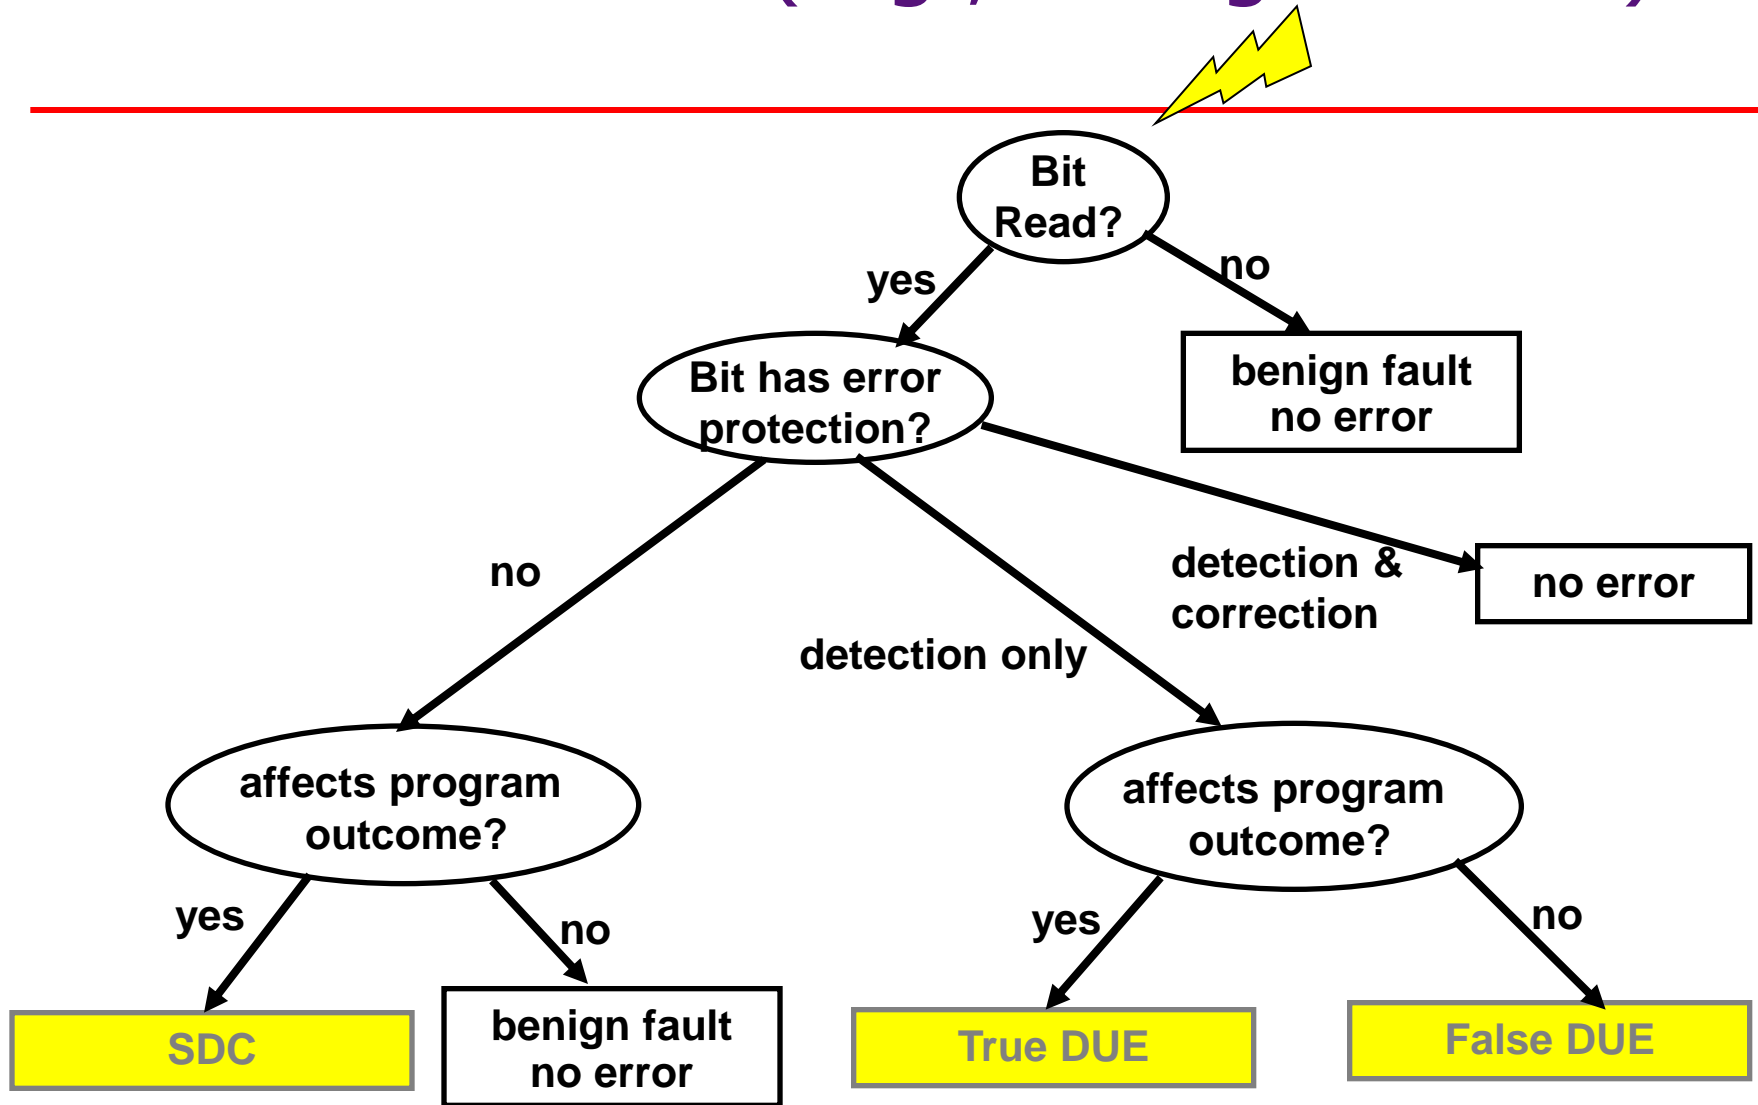 Bit
Read?
yes
no
Bit has error
protection?
benign fault
no error
no
detection only
detection &
correction
no error
affects program
outcome?
affects program
outcome?
yes
no
yes
no
SDC
benign fault
no error
True DUE
False DUE